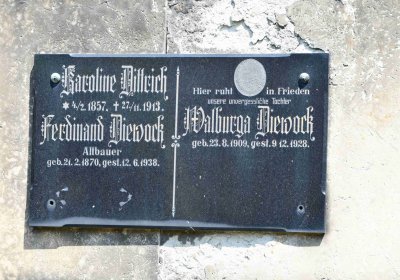 Karoline Dittrich
* 4/2. 1857. † 27/11. 1913.
Ferdinand Diewock
Altbauer
geb. 21. 2. 1870, gest. 12. 6. 1938.
Hier ruht in Frieden
unsere unvergessliche Tochter
Walburga Diewock
geb. 23. 8. 1909, gest. 9. 12. 1928.